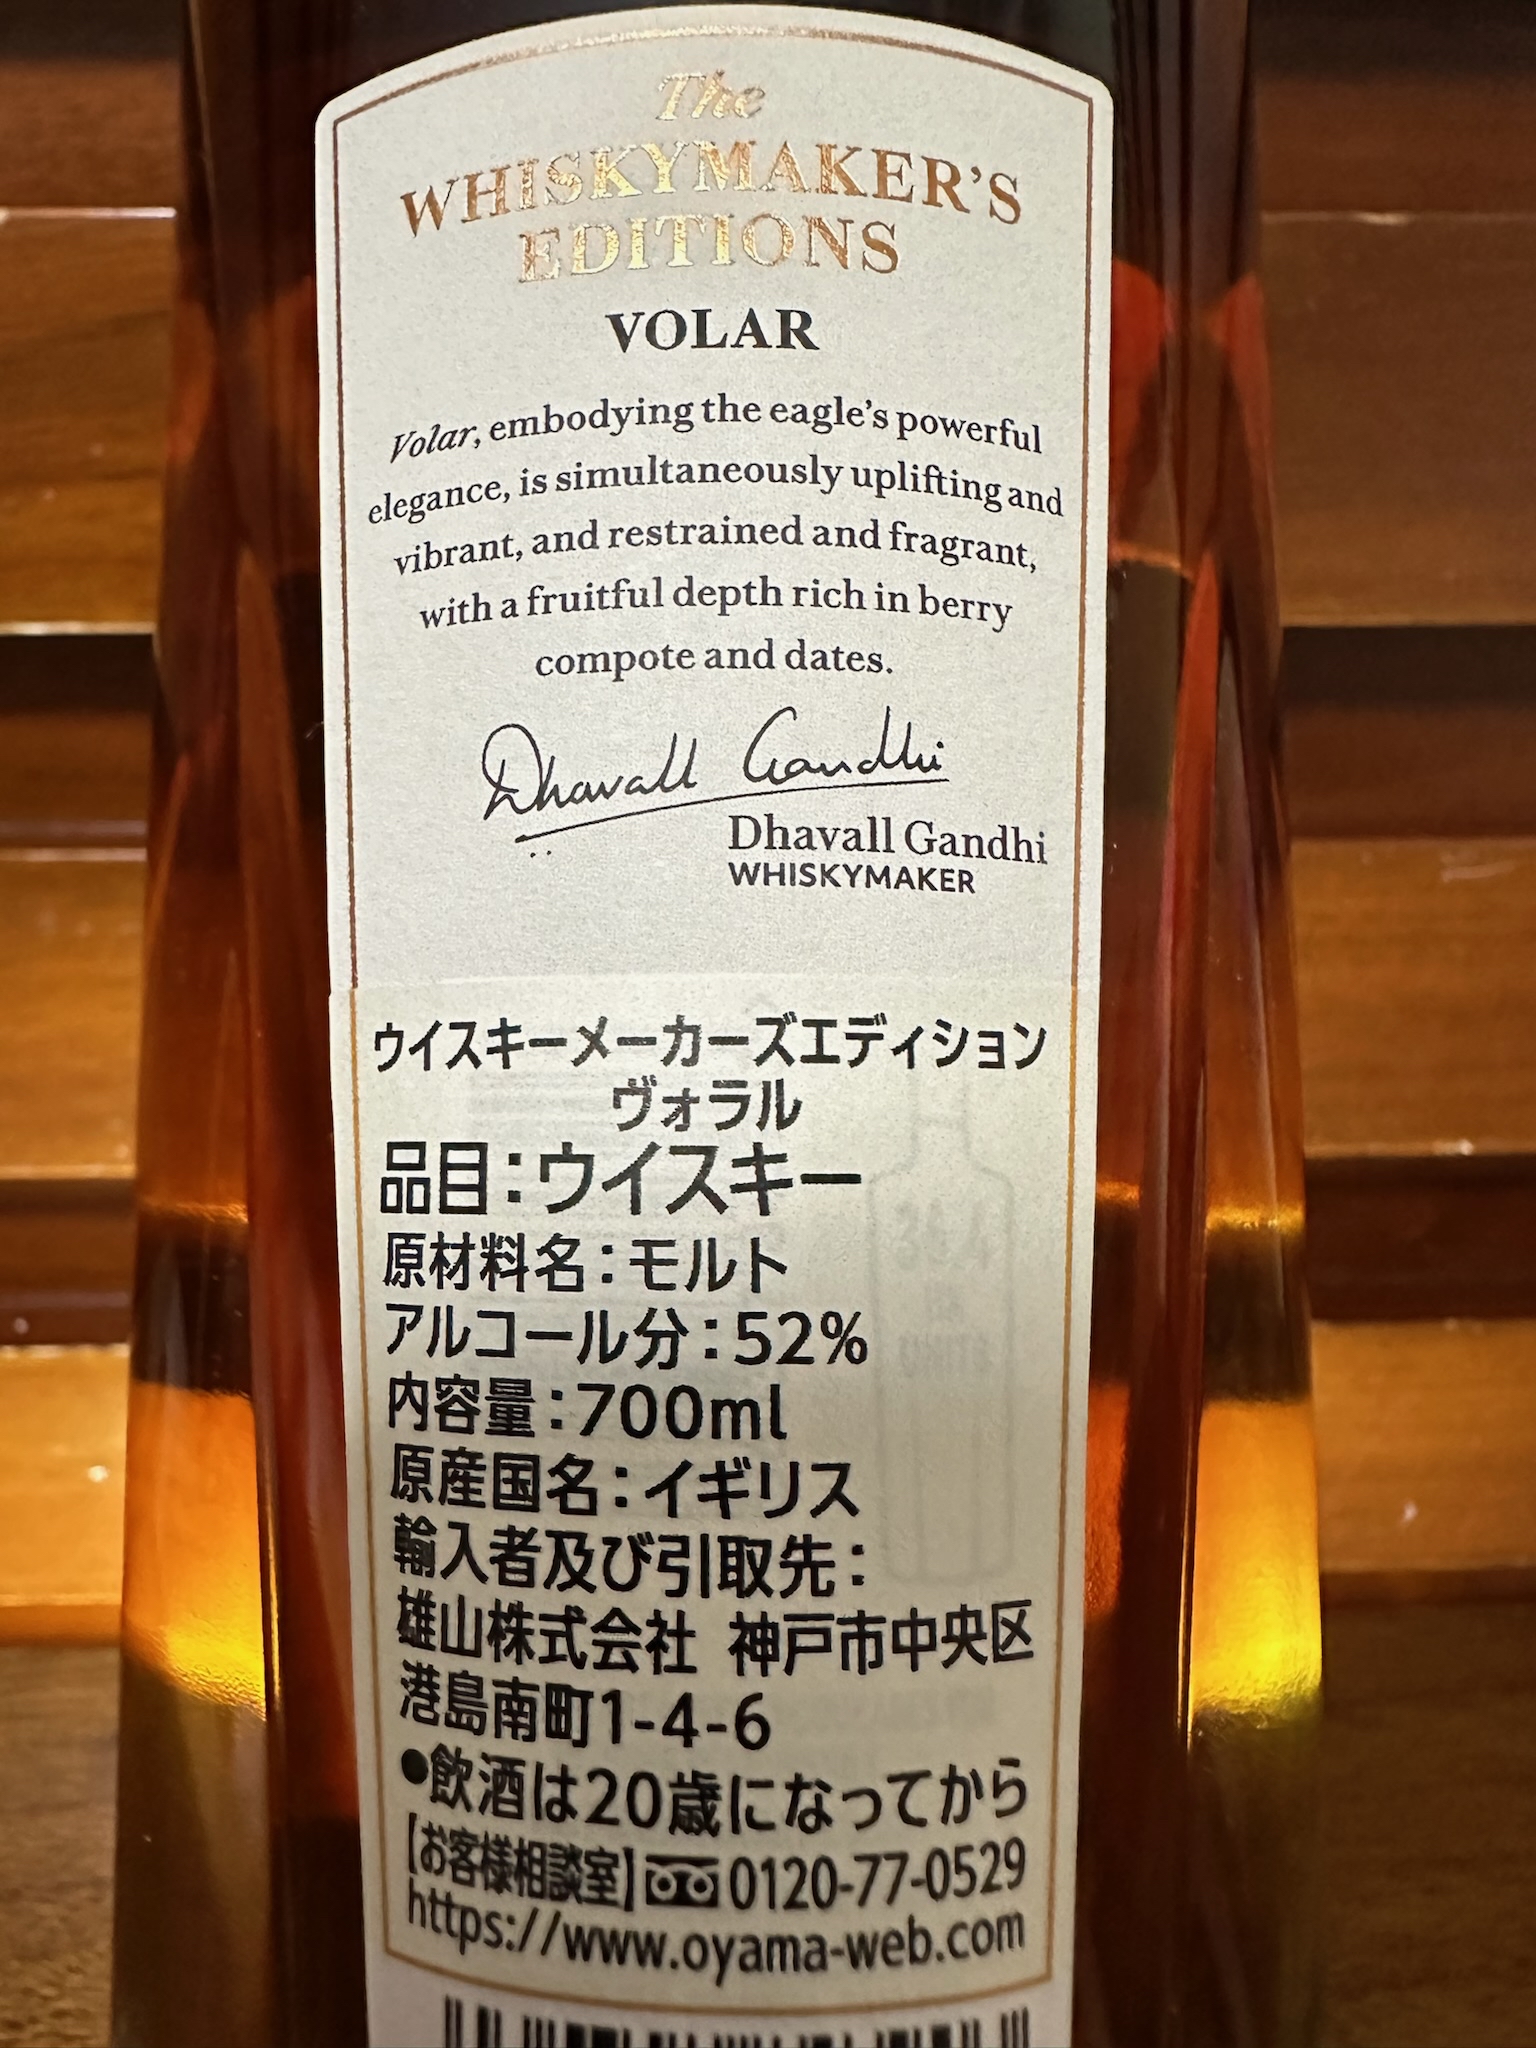 The
WHISKYMAKER'S
EDITIONS
VOLAR
Volar, embodying the eagle's powerful
elegance, is simultaneously uplifting and
vibrant, and restrained and fragrant,
with a fruitful depth rich in berry
compote and dates.
Dhavall Gandhi
Dhavall Gandhi
WHISKYMAKER
ウイスキーメーカーズエディション
ヴォラル
品目：ウイスキー
原材料名：モルト
アルコール分：52%
内容量：700ml
原産国名：イギリス
輸入者及び引取先：
雄山株式会社 神戸市中央区
港島南町1-4-6
●飲酒は20歳になってから
【お客様相談室】0120-77-0529
https://www.oyama-web.com